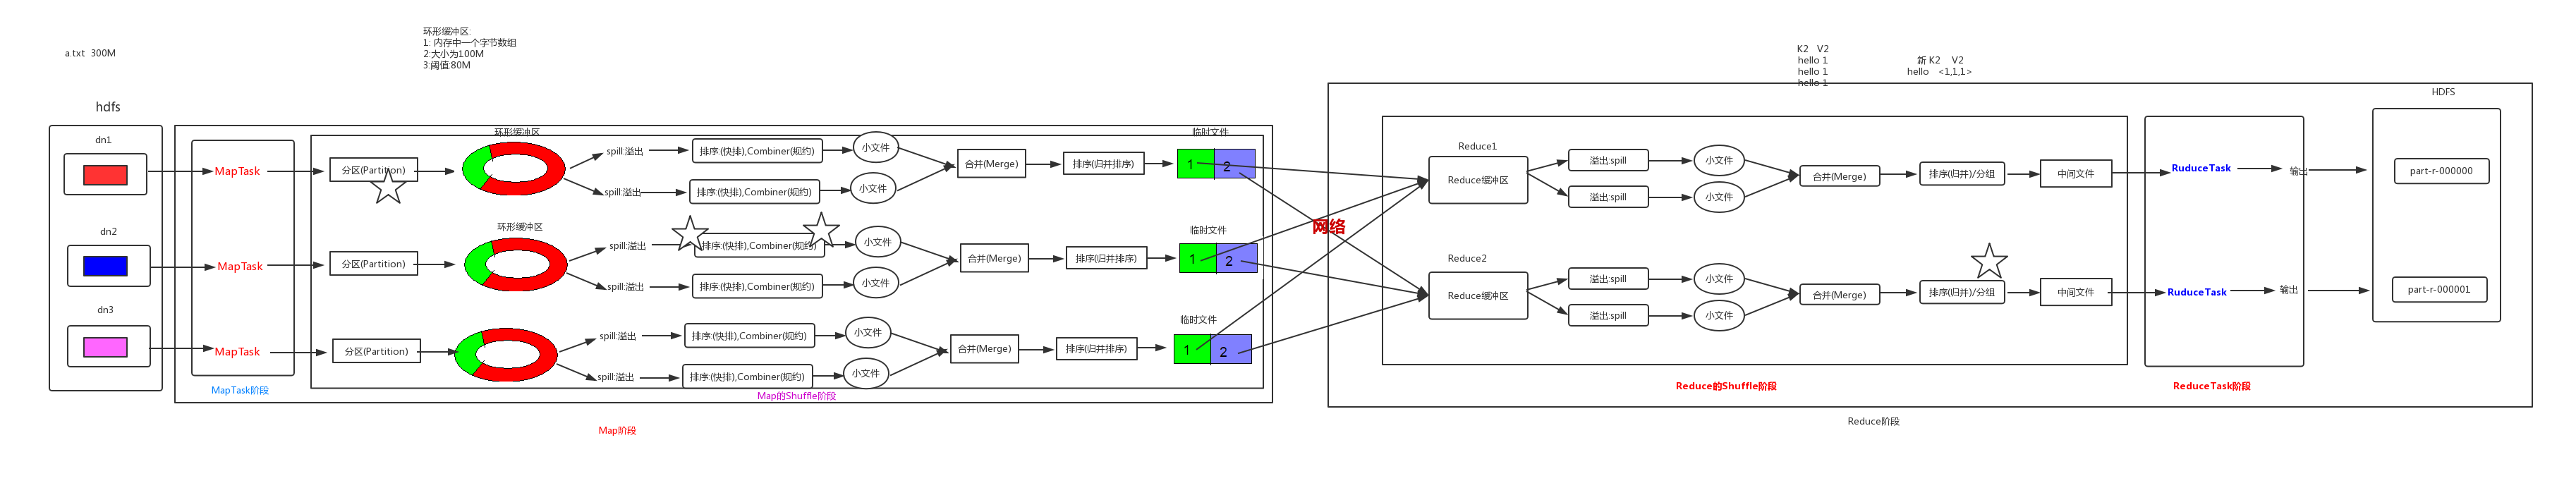 环形缓冲区:
1: 内存中一个字节数组
2:大小为100M
3:阈值:80M
a.txt  300M
K2   V2
hello 1
hello 1
hello 1
新 K2    V2
hello   <1,1,1>
hdfs
HDFS
dn1
dn2
dn3
MapTask
MapTask
MapTask
MapTask阶段
分区(Partition)
分区(Partition)
分区(Partition)
环形缓冲区
环形缓冲区
spill:溢出
spill:溢出
spill:溢出
spill:溢出
spill:溢出
spill:溢出
排序:(快排),Combiner(规约)
排序:(快排),Combiner(规约)
排序:(快排),Combiner(规约)
排序:(快排),Combiner(规约)
排序:(快排),Combiner(规约)
排序:(快排),Combiner(规约)
小文件
小文件
小文件
小文件
小文件
小文件
合并(Merge)
合并(Merge)
合并(Merge)
排序(归并排序)
排序(归并排序)
排序(归并排序)
临时文件
1 2
临时文件
1 2
临时文件
1 2
Map的Shuffle阶段
Map阶段
网络
Reduce1
Reduce缓冲区
Reduce2
Reduce缓冲区
溢出:spill
溢出:spill
溢出:spill
溢出:spill
小文件
小文件
小文件
小文件
合并(Merge)
合并(Merge)
排序(归并)/分组
排序(归并)/分组
中间文件
中间文件
Reduce的Shuffle阶段
RuduceTask
RuduceTask
输出
输出
ReduceTask阶段
part-r-000000
part-r-000001
Reduce阶段